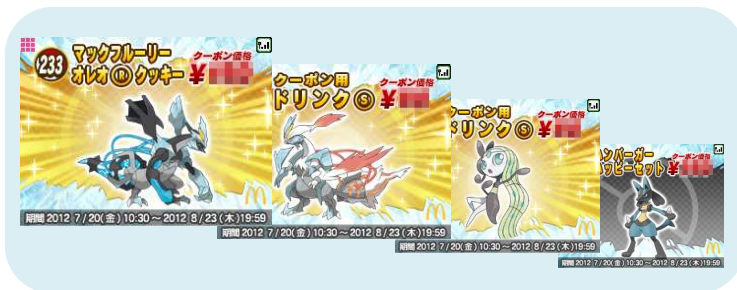 233
マックフルーリー
オレオ®クッキー
クーポン価格
¥
期間 2012 7/20(金) 10:30～2012 8/23(木)19:59
クーポン用
ドリンクⓈ
クーポン価格
¥
期間 2012 7/20(金) 10:30～2012 8/23(木)19:59
クーポン用
ドリンクⓈ
クーポン価格
¥
期間 2012 7/20(金) 10:30～2012 8/23(木)19:59
ハンバーガー
ハッピーセット
クーポン価格
¥
期間 2012 7/20(金) 10:30～2012 8/23(木)19:59